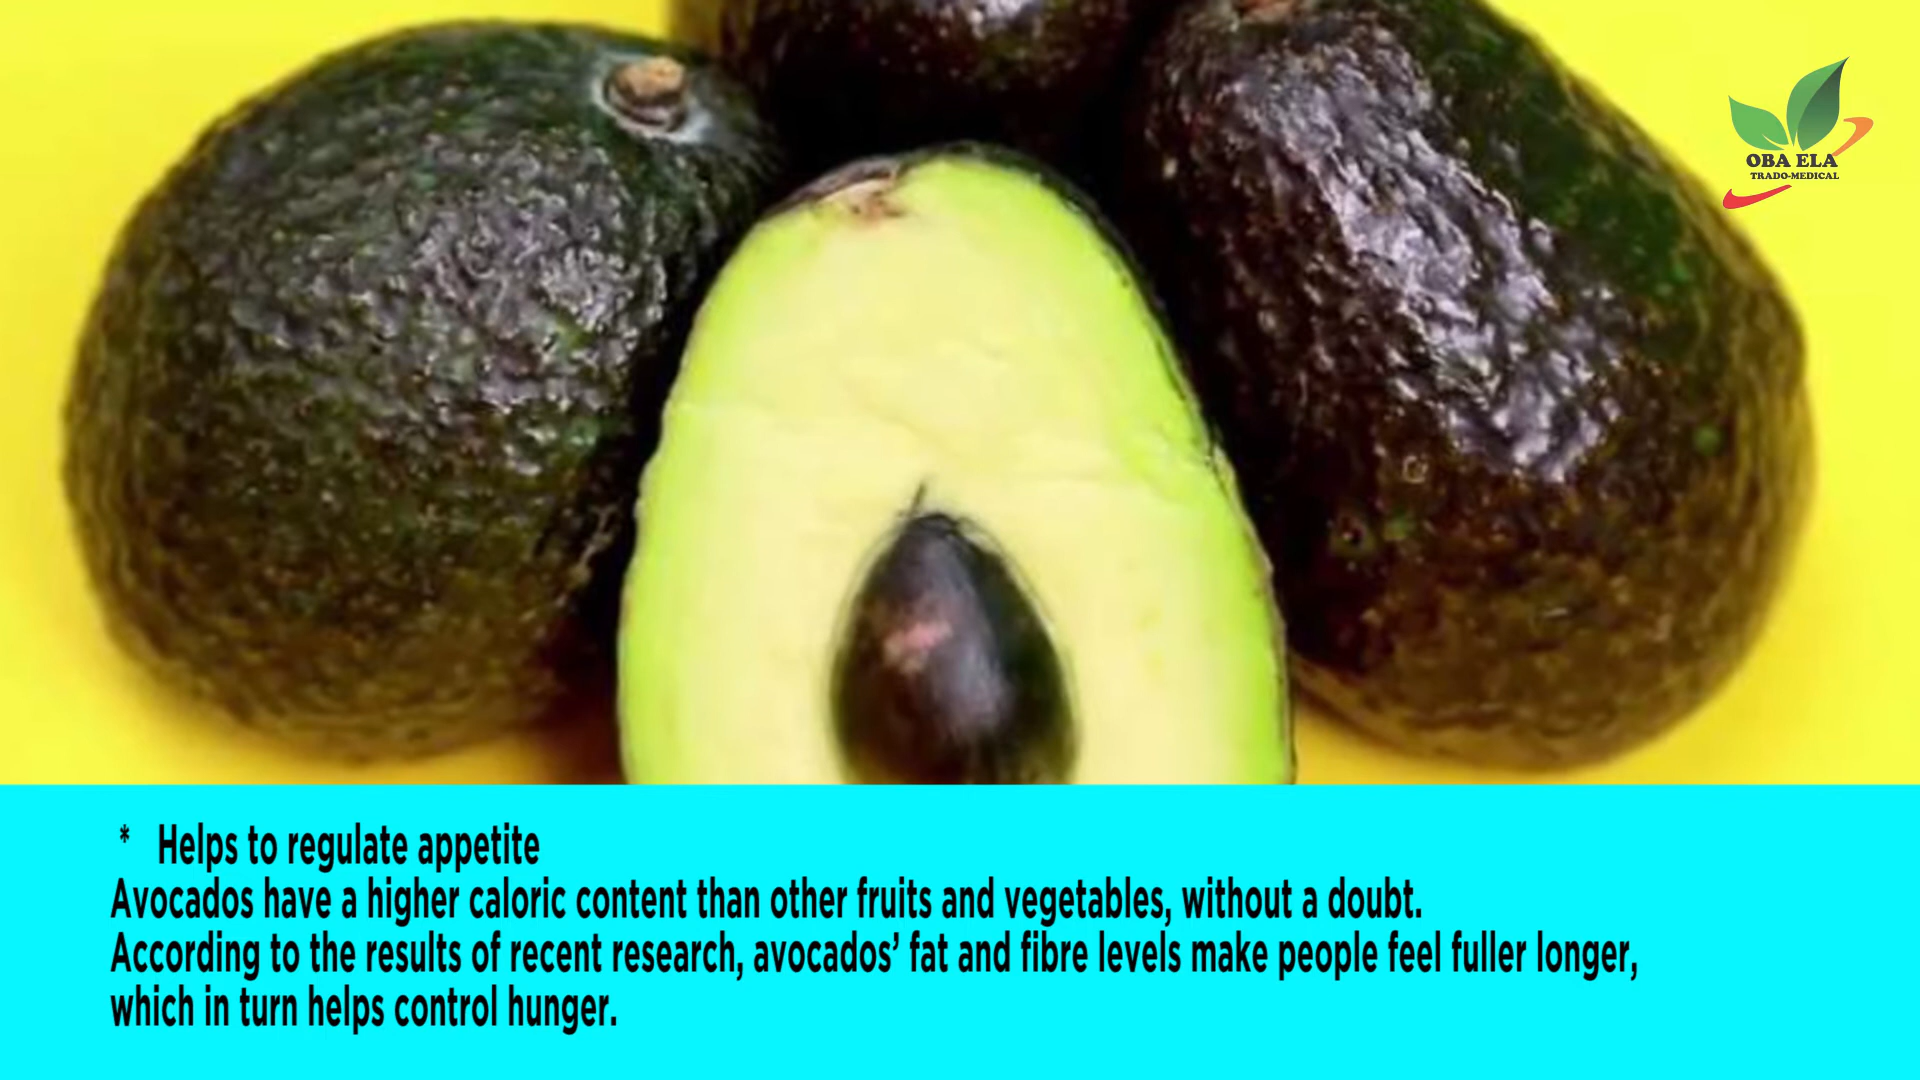 OBA ELA
TRADO-MEDICAL
* Helps to regulate appetite
Avocados have a higher caloric content than other fruits and vegetables, without a doubt.
According to the results of recent research, avocados’ fat and fibre levels make people feel fuller longer,
which in turn helps control hunger.